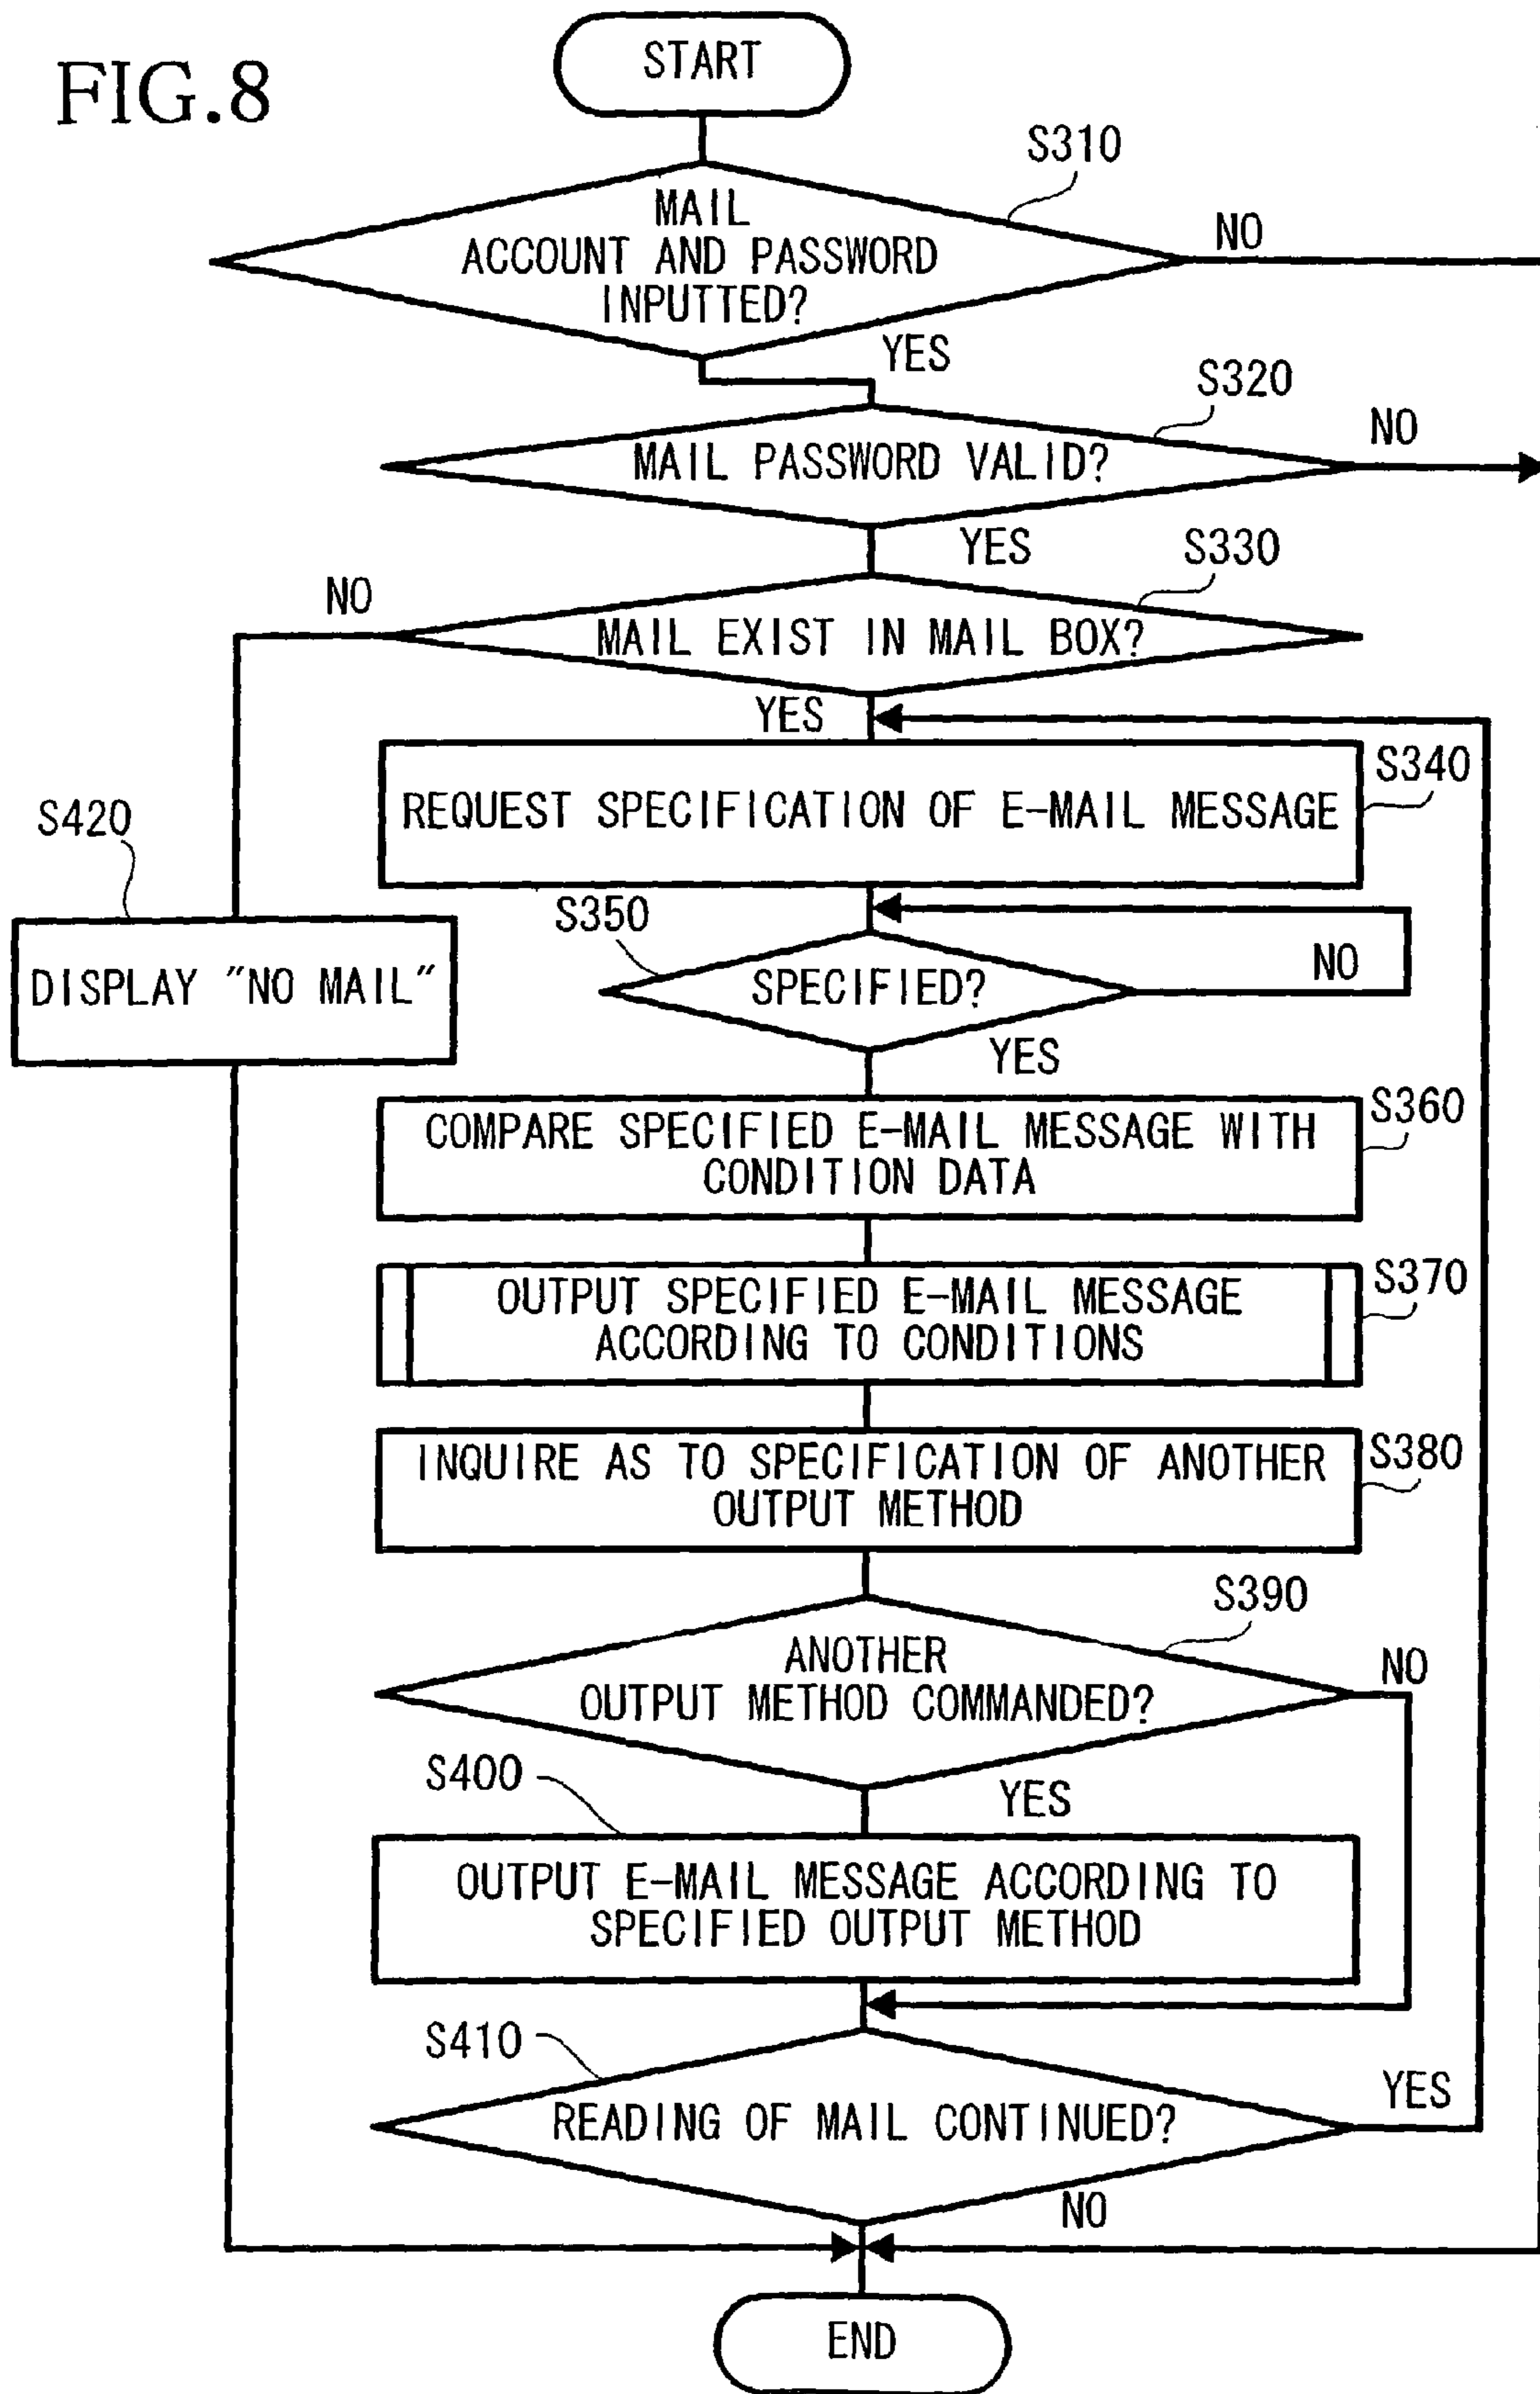 FIG.8
START
S310
MAIL
ACCOUNT AND PASSWORD
INPUTTED?
NO
YES
S320
MAIL PASSWORD VALID?
NO
YES
S330
NO
MAIL EXIST IN MAIL BOX?
YES
S340
REQUEST SPECIFICATION OF E-MAIL MESSAGE
S420
DISPLAY "NO MAIL"
S350
SPECIFIED?
NO
YES
S360
COMPARE SPECIFIED E-MAIL MESSAGE WITH
CONDITION DATA
S370
OUTPUT SPECIFIED E-MAIL MESSAGE
ACCORDING TO CONDITIONS
S380
INQUIRE AS TO SPECIFICATION OF ANOTHER
OUTPUT METHOD
S390
ANOTHER
OUTPUT METHOD COMMANDED?
NO
S400
YES
OUTPUT E-MAIL MESSAGE ACCORDING TO
SPECIFIED OUTPUT METHOD
S410
READING OF MAIL CONTINUED?
YES
NO
END